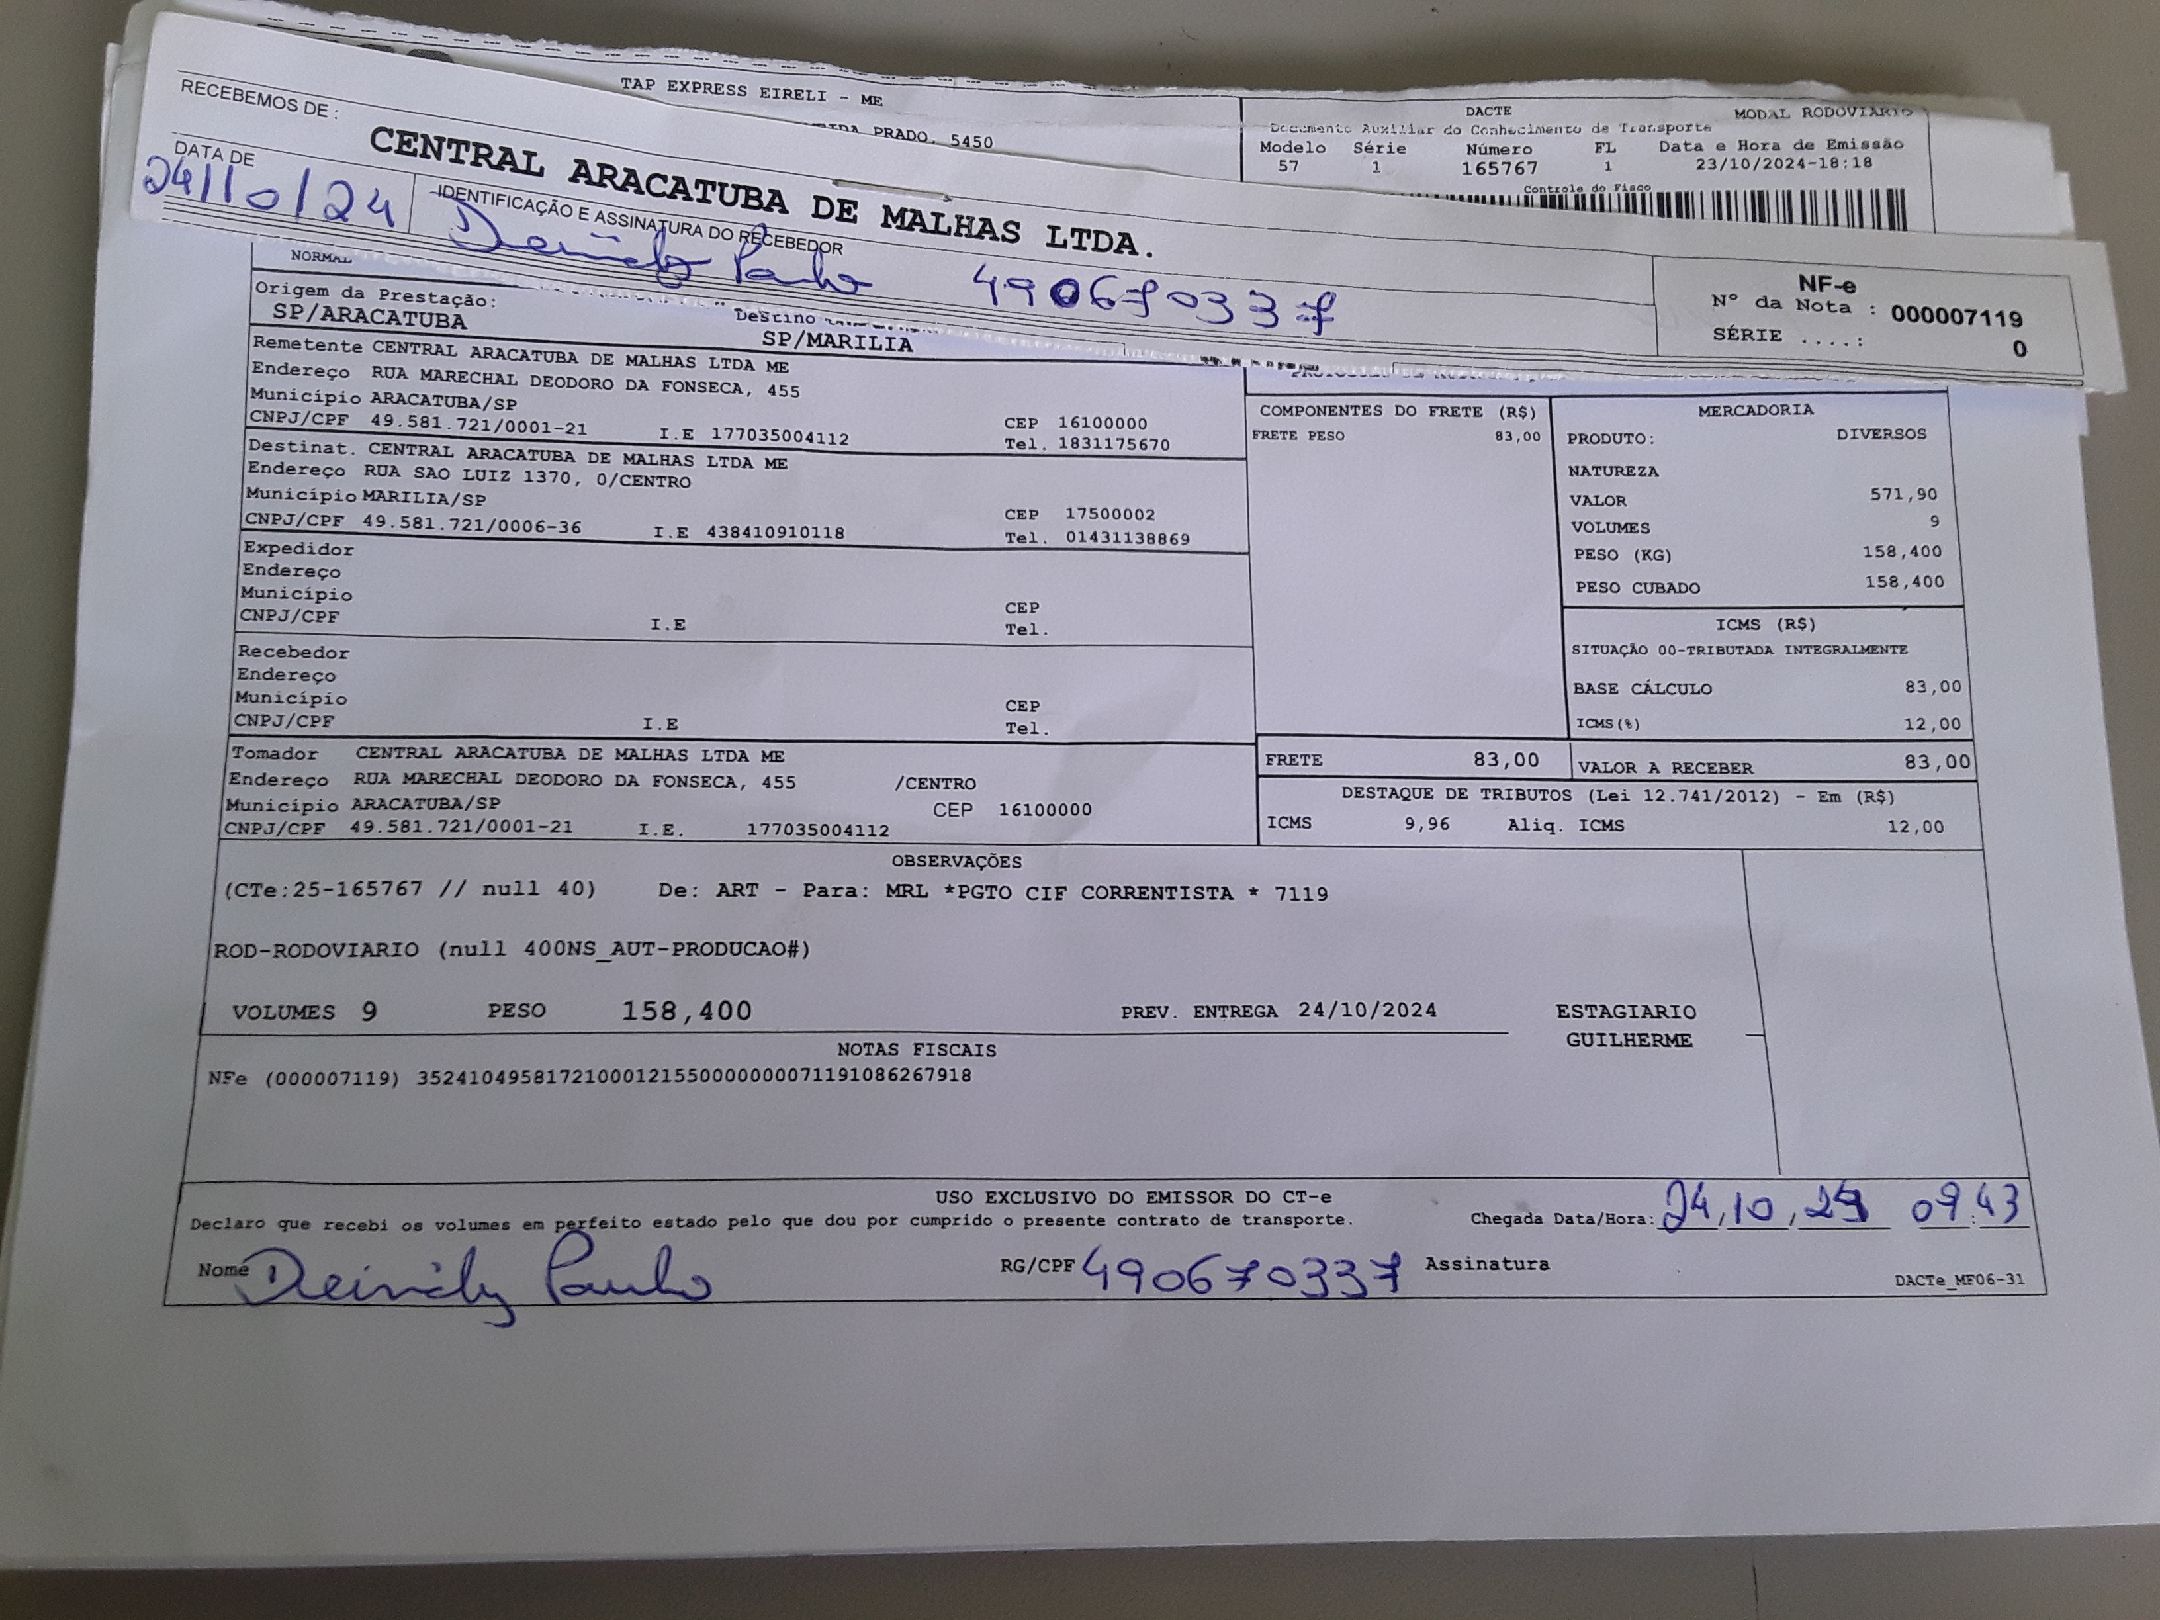 TAP EXPRESS EIRELI - ME
PRADO, 5450
DACTE
MODAL RODOVIÁRIO
Documento Auxiliar do Conhecimento de Transporte
Modelo Série Número FL Data e Hora de Emissão
57 1 165767 1 23/10/2024-18:18
Controle do Fisco
RECEBEMOS DE :
CENTRAL ARACATUBA DE MALHAS LTDA.
DATA DE
24/10/24
IDENTIFICAÇÃO E ASSINATURA DO RECEBEDOR
Paulo 490670337
NF-e
Nº da Nota : 000007119
SÉRIE ....: 0
NORMAL
Origem da Prestação:
SP/ARACATUBA
Destino
SP/MARILIA
Remetente CENTRAL ARACATUBA DE MALHAS LTDA ME
Endereço RUA MARECHAL DEODORO DA FONSECA, 455
Município ARACATUBA/SP CEP 16100000
CNPJ/CPF 49.581.721/0001-21 I.E 177035004112 Tel. 1831175670
Destinat. CENTRAL ARACATUBA DE MALHAS LTDA ME
Endereço RUA SAO LUIZ 1370, 0/CENTRO
Município MARILIA/SP CEP 17500002
CNPJ/CPF 49.581.721/0006-36 I.E 438410910118 Tel. 01431138869
Expedidor
Endereço
Município CEP
CNPJ/CPF I.E Tel.
Recebedor
Endereço
Município CEP
CNPJ/CPF I.E Tel.
Tomador CENTRAL ARACATUBA DE MALHAS LTDA ME
Endereço RUA MARECHAL DEODORO DA FONSECA, 455 /CENTRO
Município ARACATUBA/SP CEP 16100000
CNPJ/CPF 49.581.721/0001-21 I.E. 177035004112
COMPONENTES DO FRETE (R$)
FRETE PESO 83,00
MERCADORIA
PRODUTO: DIVERSOS
NATUREZA
VALOR 571,90
VOLUMES 9
PESO (KG) 158,400
PESO CUBADO 158,400
ICMS (R$)
SITUAÇÃO 00-TRIBUTADA INTEGRALMENTE
BASE CÁLCULO 83,00
ICMS(%) 12,00
FRETE 83,00 VALOR A RECEBER 83,00
DESTAQUE DE TRIBUTOS (Lei 12.741/2012) - Em (R$)
ICMS 9,96 Aliq. ICMS 12,00
OBSERVAÇÕES
(CTe:25-165767 // null 40) De: ART - Para: MRL *PGTO CIF CORRENTISTA * 7119
ROD-RODOVIARIO (null 400NS_AUT-PRODUCAO#)
VOLUMES 9 PESO 158,400 PREV. ENTREGA 24/10/2024 ESTAGIARIO
GUILHERME
NOTAS FISCAIS
NFe (000007119) 35241049581721000121550000000071191086267918
USO EXCLUSIVO DO EMISSOR DO CT-e
Declaro que recebi os volumes em perfeito estado pelo que dou por cumprido o presente contrato de transporte. Chegada Data/Hora: 24,10,24 09:43
Nome Paulo RG/CPF 490670337 Assinatura
DACTe_MF06-31